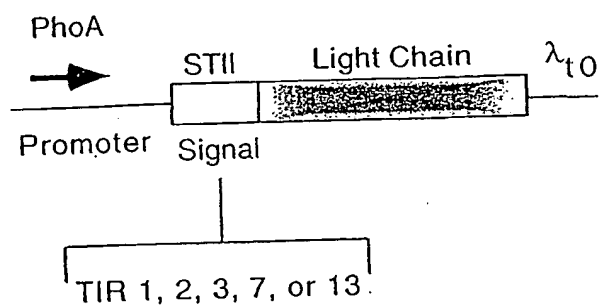 PhoA
STII
Light Chain
λt0
Promoter
Signal
TIR 1, 2, 3, 7, or 13